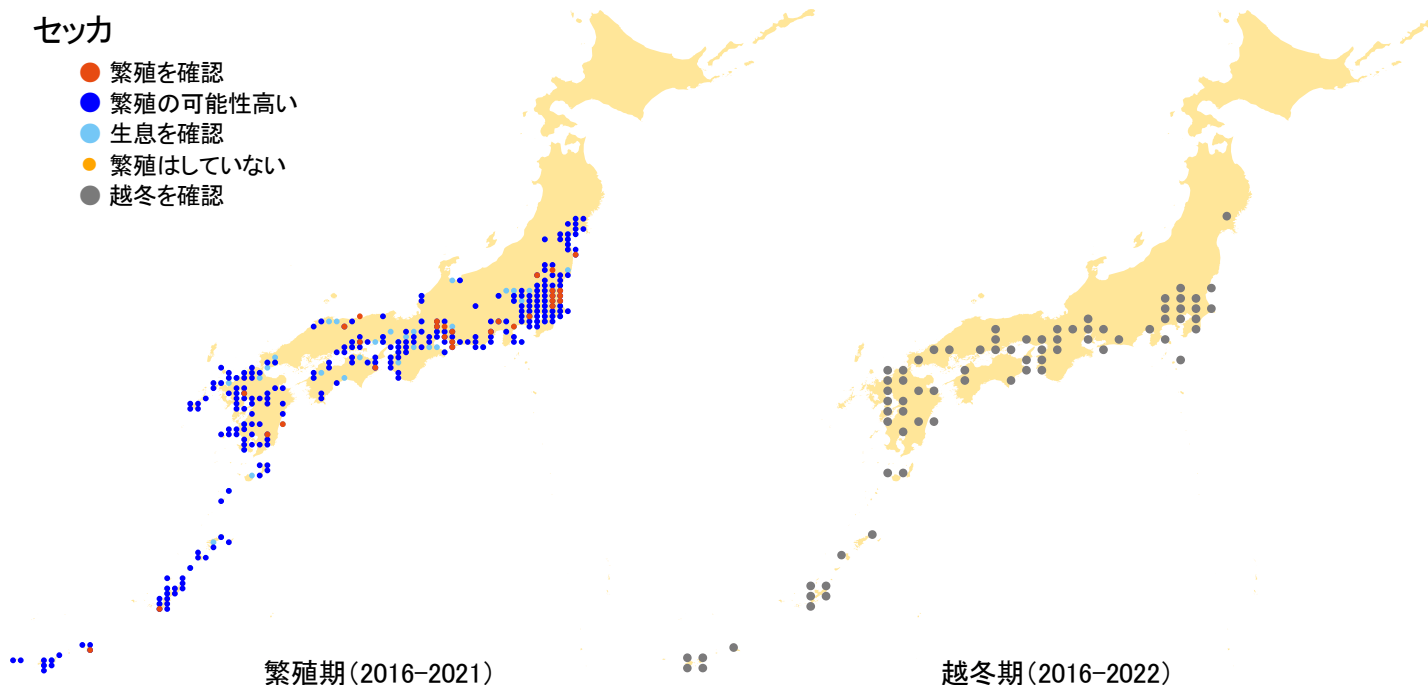 セッカ
繁殖を確認
繁殖の可能性高い
生息を確認
繁殖はしていない
越冬を確認
繁殖期(2016-2021)
越冬期(2016-2022)